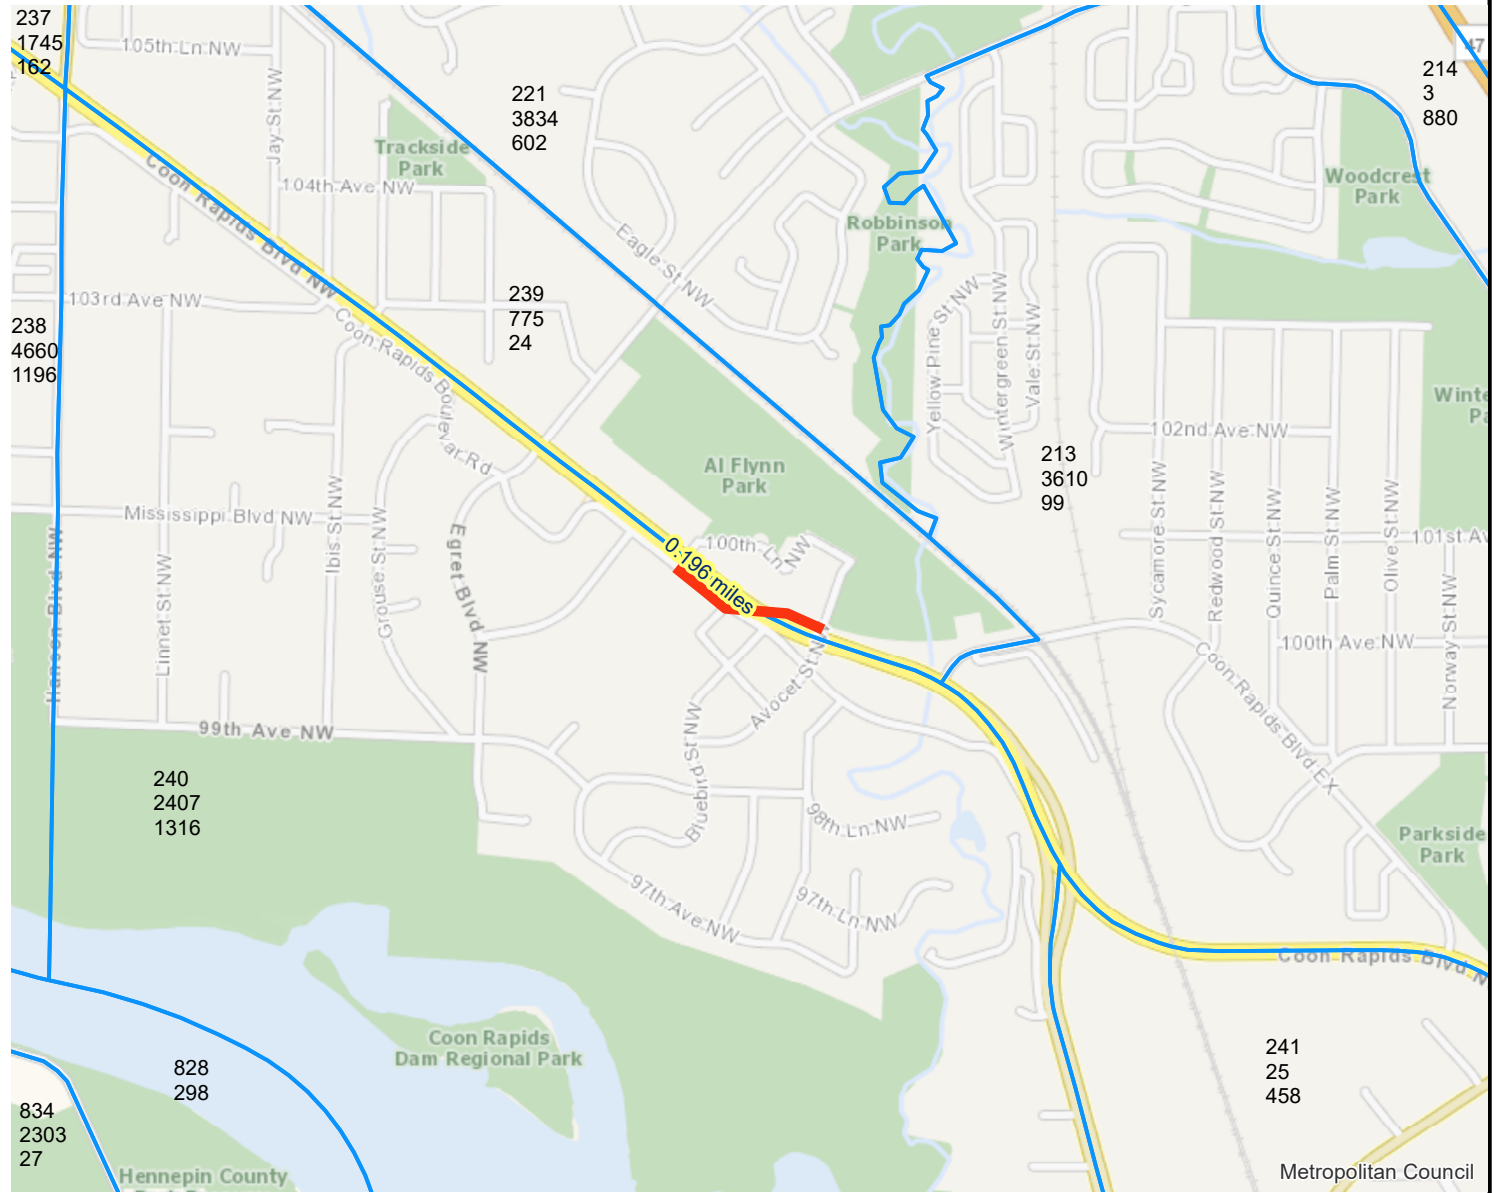 237
1745
162
105th Ln NW
Jay St NW
Trackside
Park
104th Ave NW
221
3834
602
47
214
3
880
Woodcrest
Park
Robbinson
Park
Coon Rapids Blvd NW
Eagle St NW
103rd Ave NW
239
775
24
238
4660
1196
Coon Rapids Boulevar Rd
Yellow Pine St NW
Wintergreen St NW
Vale St NW
102nd Ave NW
213
3610
99
Al Flynn
Park
Mississippi Blvd NW
Hanson Blvd NW
Linnet St NW
Ibis St NW
Grouse St NW
Egret Blvd NW
100th Ln NW
0.196 miles
Sycamore St NW
Redwood St NW
Quince St NW
Palm St NW
Olive St NW
101st Av
100th Ave NW
Norway St NW
Coon Rapids Blvd EX
99th Ave NW
Avocet St N
Bluebird St NW
240
2407
1316
98th Ln NW
97th Ave NW
97th Ln NW
Parkside
Park
Coon Rapids Blvd N
Coon Rapids
Dam Regional Park
828
298
834
2303
27
241
25
458
Hennepin County
Metropolitan Council